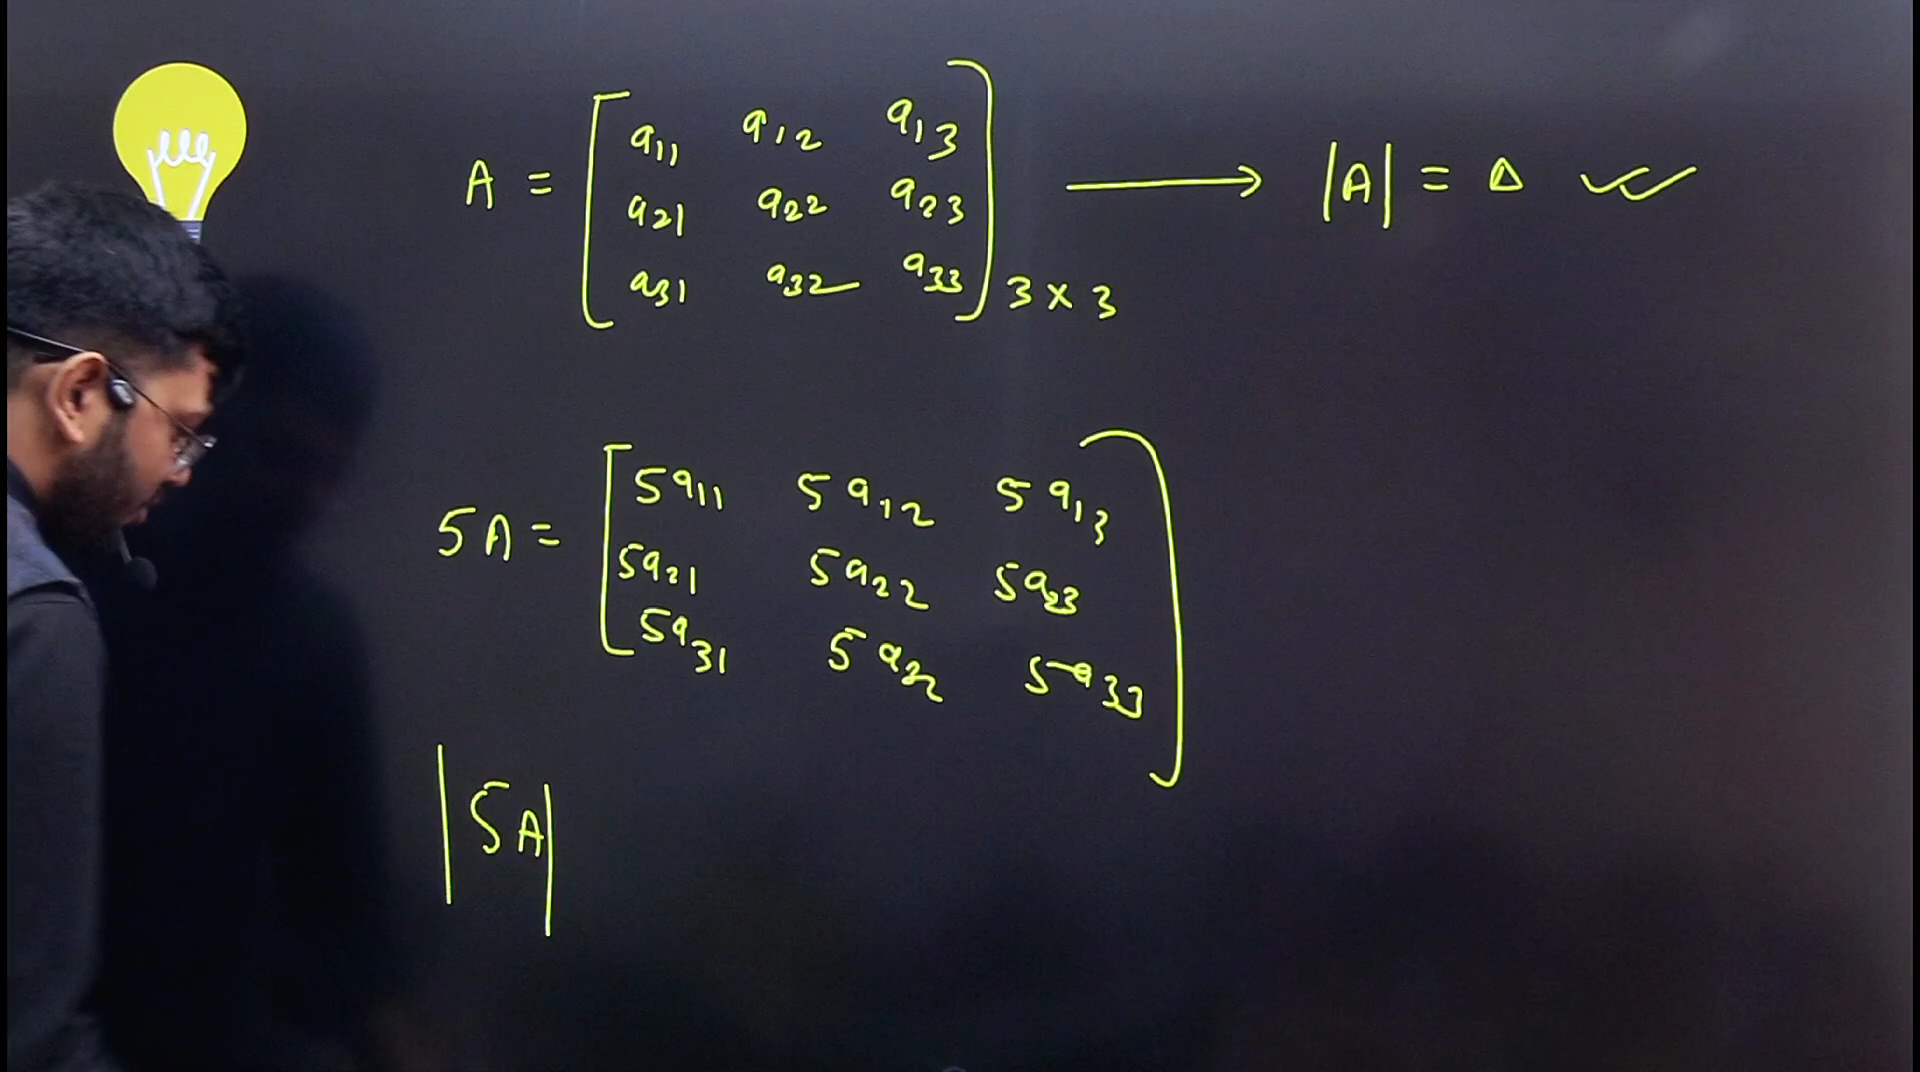 A = [ a11 a12 a13
a21 a22 a23
a31 a32 a33 ] 3 × 3 ⟶ |A| = Δ ✓✓
5A = [ 5a11 5a12 5a13
5a21 5a22 5a23
5a31 5a32 5a33 ]
|5A|